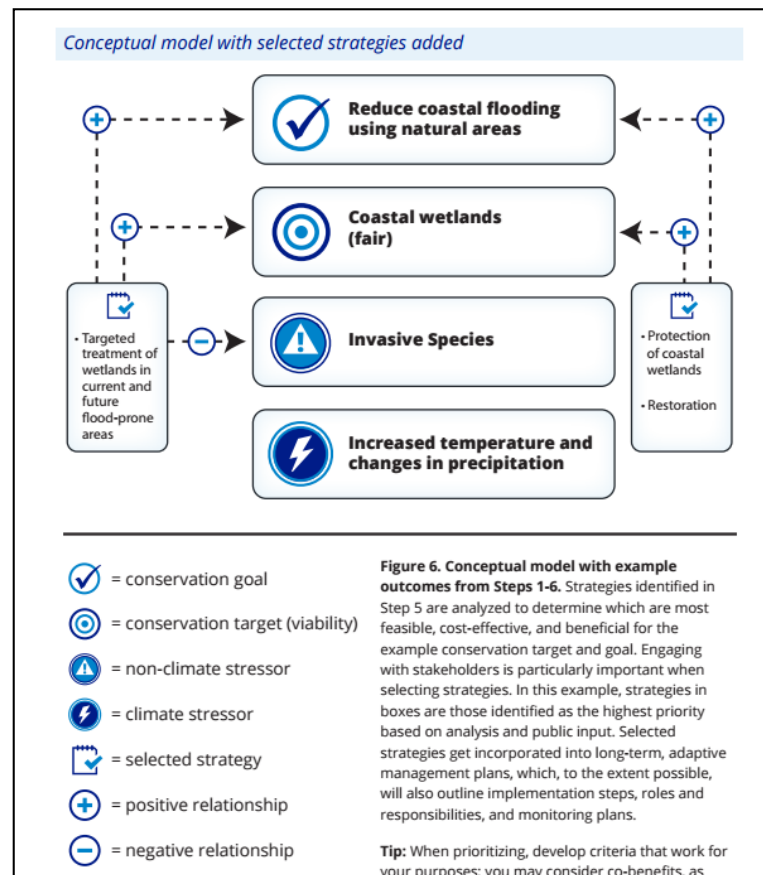 Conceptual model with selected strategies added
Reduce coastal flooding
using natural areas
Coastal wetlands
(fair)
• Targeted
treatment of
wetlands in
current and
future
flood-prone
areas
Invasive Species
• Protection
of coastal
wetlands
• Restoration
Increased temperature and
changes in precipitation
= conservation goal
= conservation target (viability)
= non-climate stressor
= climate stressor
= selected strategy
= positive relationship
= negative relationship
Figure 6. Conceptual model with example
outcomes from Steps 1-6. Strategies identified in
Step 5 are analyzed to determine which are most
feasible, cost-effective, and beneficial for the
example conservation target and goal. Engaging
with stakeholders is particularly important when
selecting strategies. In this example, strategies in
boxes are those identified as the highest priority
based on analysis and public input. Selected
strategies get incorporated into long-term, adaptive
management plans, which, to the extent possible,
will also outline implementation steps, roles and
responsibilities, and monitoring plans.
Tip: When prioritizing, develop criteria that work for
your purposes; you may consider co-benefits, as